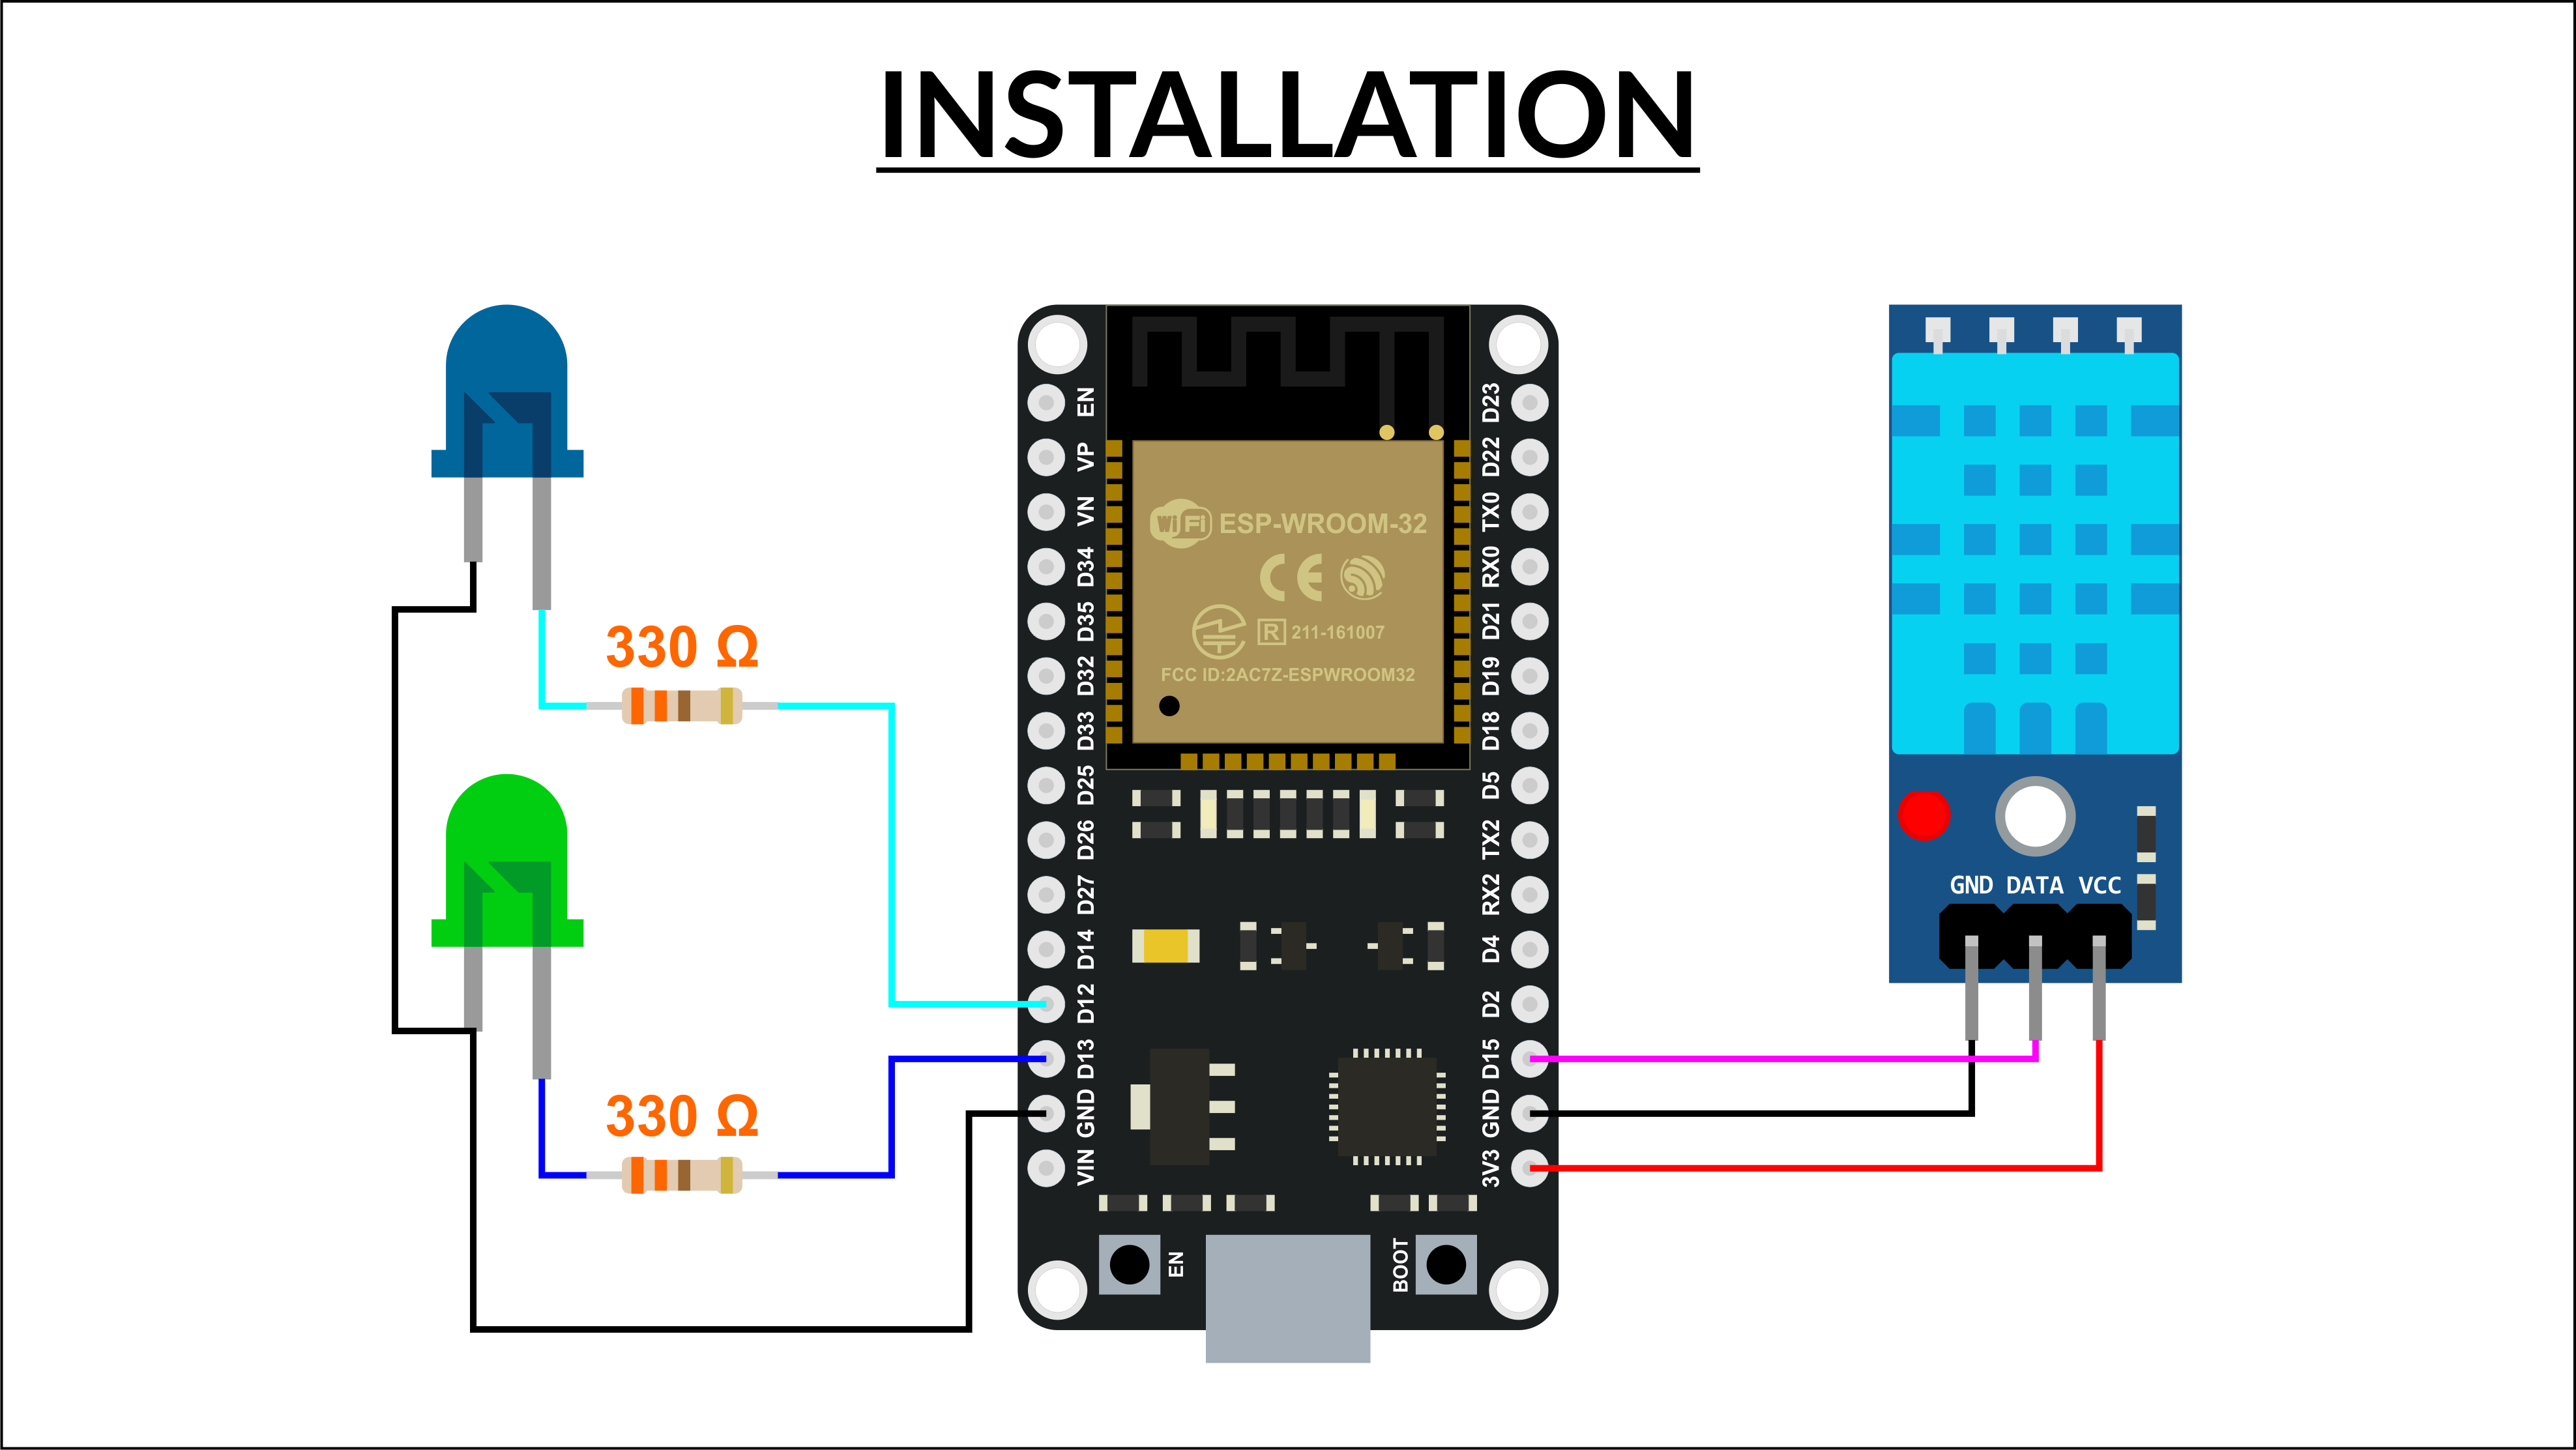 INSTALLATION
330 Ω
330 Ω
EN
VP
VN
D34
D35
D32
D33
D25
D26
D27
D14
D12
D13
GND
VIN
WiFi ESP-WROOM-32
CE
R 211-161007
FCC ID:2AC7Z-ESPWROOM32
D23
D22
TX0
RX0
D21
D19
D18
D5
TX2
RX2
D4
D2
D15
GND
3V3
EN
BOOT
GND DATA VCC